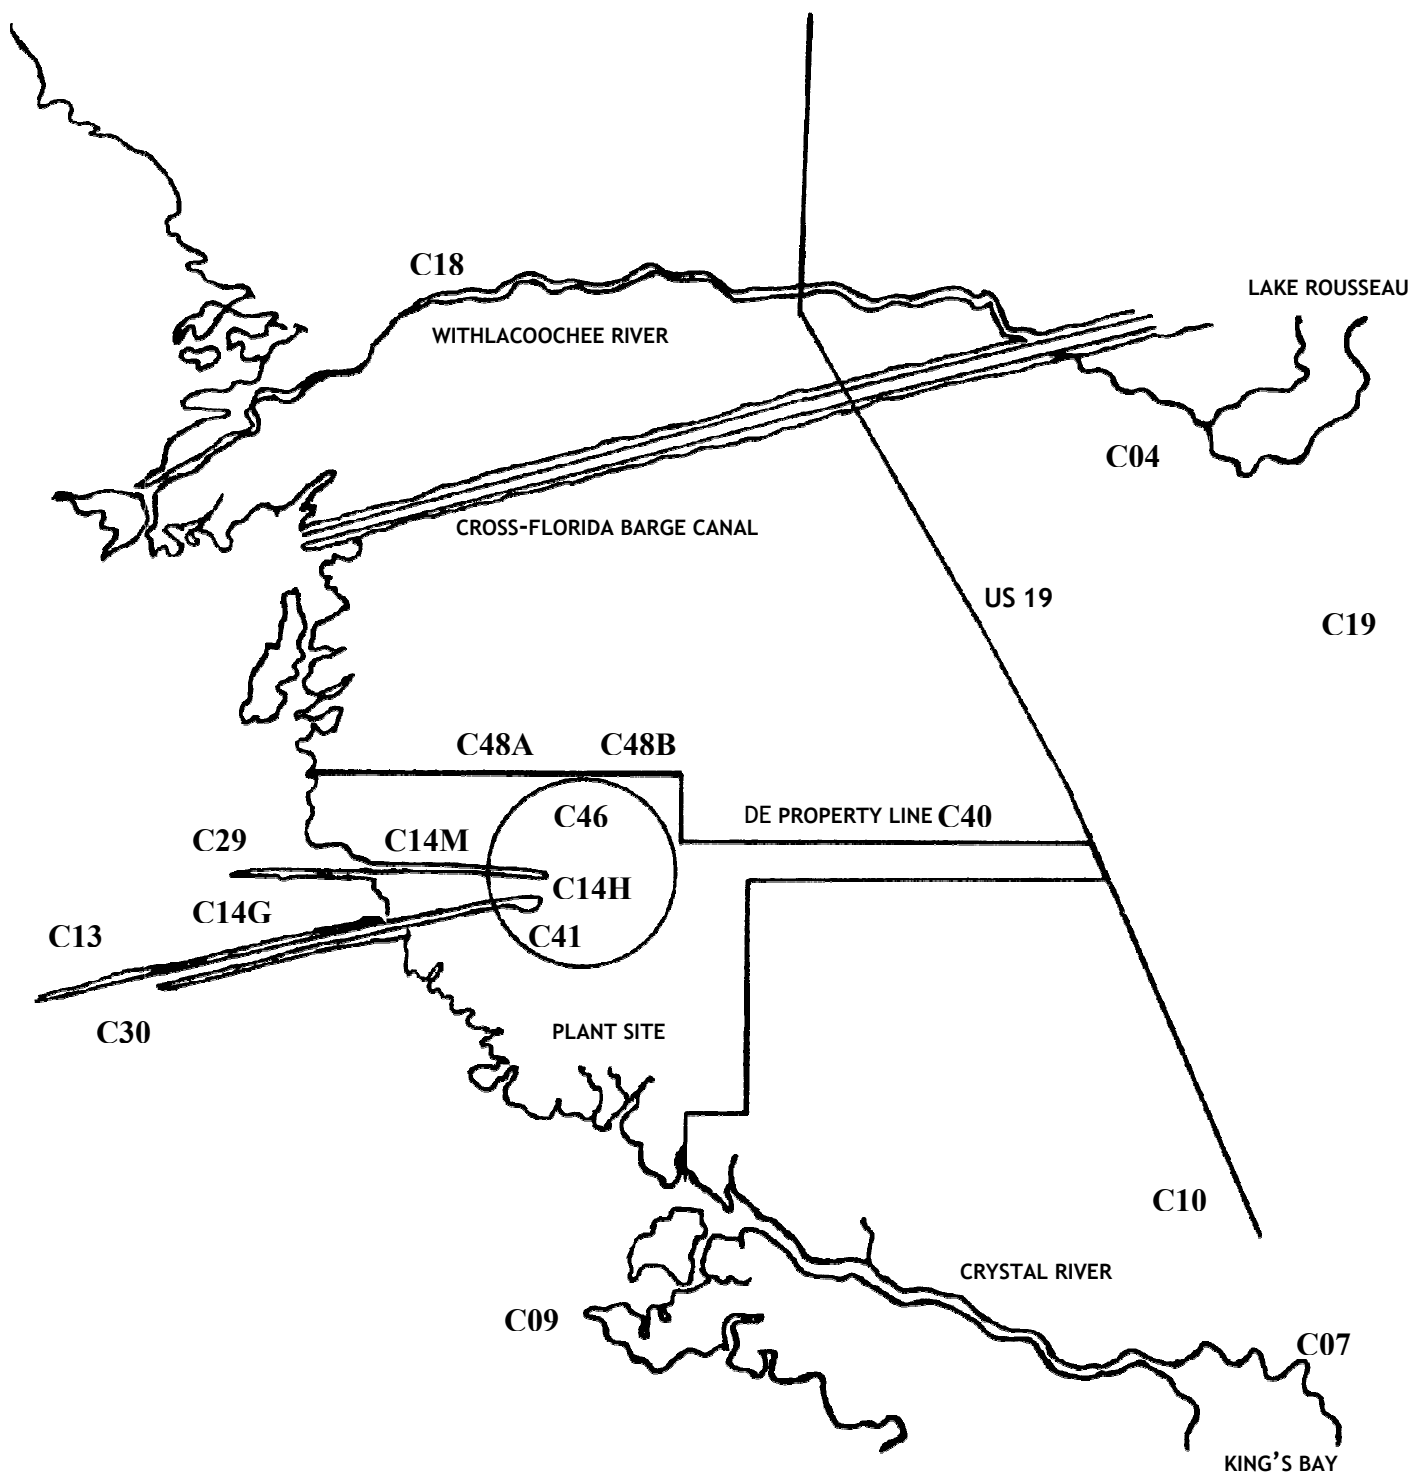 C18
LAKE ROUSSEAU
WITHLACOOCHEE RIVER
C04
CROSS-FLORIDA BARGE CANAL
US 19
C19
C48A
C48B
C46
DE PROPERTY LINE C40
C29
C14M
C14H
C14G
C13
C41
C30
PLANT SITE
C10
CRYSTAL RIVER
C09
C07
KING'S BAY